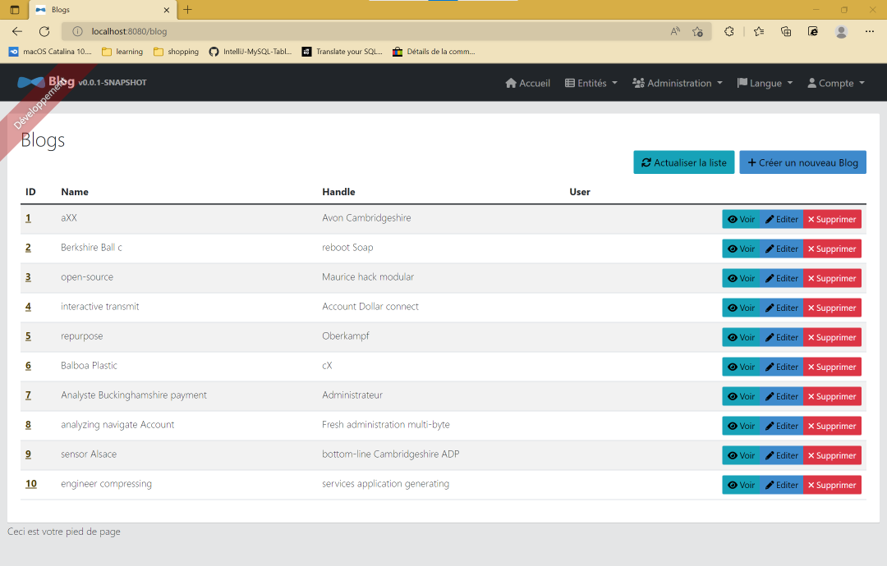 Blogs
localhost:8080/blog
macOS Catalina 10.... learning shopping IntelliJ-MySQL-Tabl... Translate your SQL... Détails de la comm...
Blog v0.0.1-SNAPSHOT Accueil Entités Administration Langue Compte
Développement
Blogs
Actualiser la liste Créer un nouveau Blog
ID Name Handle User
1 aXX Avon Cambridgeshire Voir Editer Supprimer
2 Berkshire Ball c reboot Soap Voir Editer Supprimer
3 open-source Maurice hack modular Voir Editer Supprimer
4 interactive transmit Account Dollar connect Voir Editer Supprimer
5 repurpose Oberkampf Voir Editer Supprimer
6 Balboa Plastic cX Voir Editer Supprimer
7 Analyste Buckinghamshire payment Administrateur Voir Editer Supprimer
8 analyzing navigate Account Fresh administration multi-byte Voir Editer Supprimer
9 sensor Alsace bottom-line Cambridgeshire ADP Voir Editer Supprimer
10 engineer compressing services application generating Voir Editer Supprimer
Ceci est votre pied de page